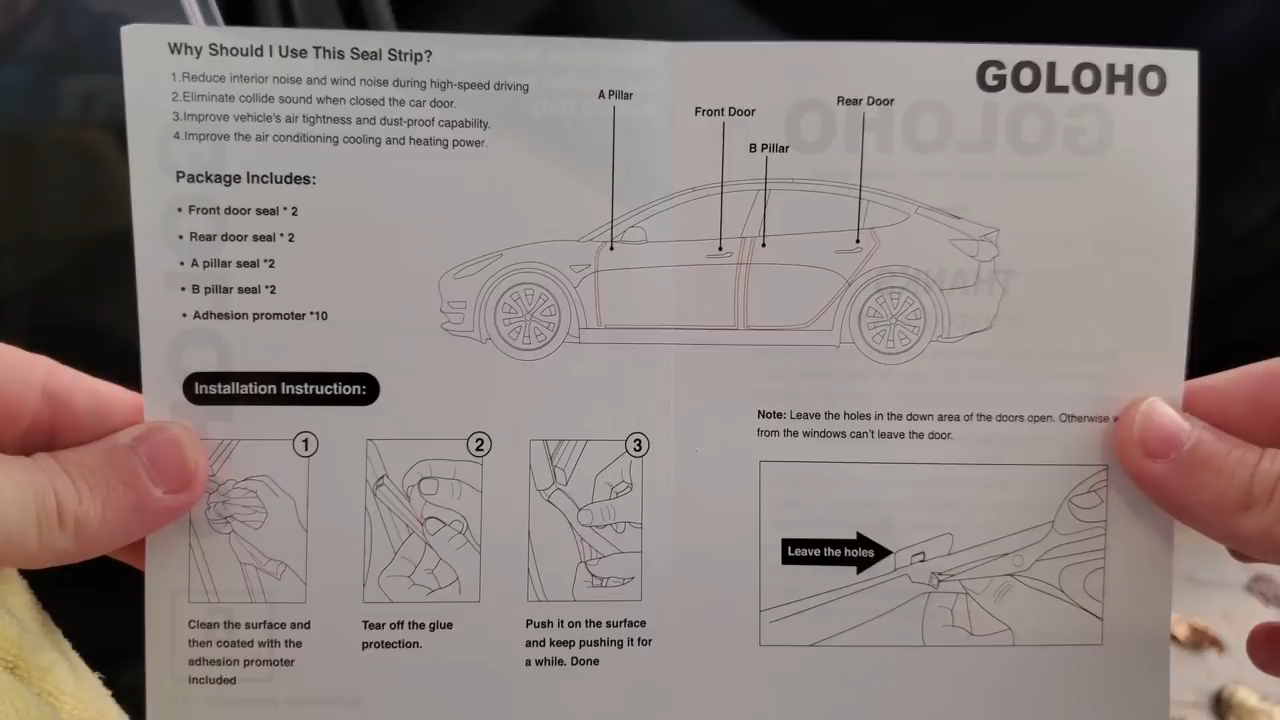 Why Should I Use This Seal Strip?
1.Reduce interior noise and wind noise during high-speed driving
2.Eliminate collide sound when closed the car door.
3.Improve vehicle's air tightness and dust-proof capability.
4.Improve the air conditioning cooling and heating power.
Package Includes:
• Front door seal * 2
• Rear door seal * 2
• A pillar seal *2
• B pillar seal *2
• Adhesion promoter *10
GOLOHO
A Pillar
Front Door
B Pillar
Rear Door
Installation Instruction:
1
Clean the surface and
then coated with the
adhesion promoter
included
2
Tear off the glue
protection.
3
Push it on the surface
and keep pushing it for
a while. Done
Note: Leave the holes in the down area of the doors open. Otherwise
from the windows can't leave the door.
Leave the holes